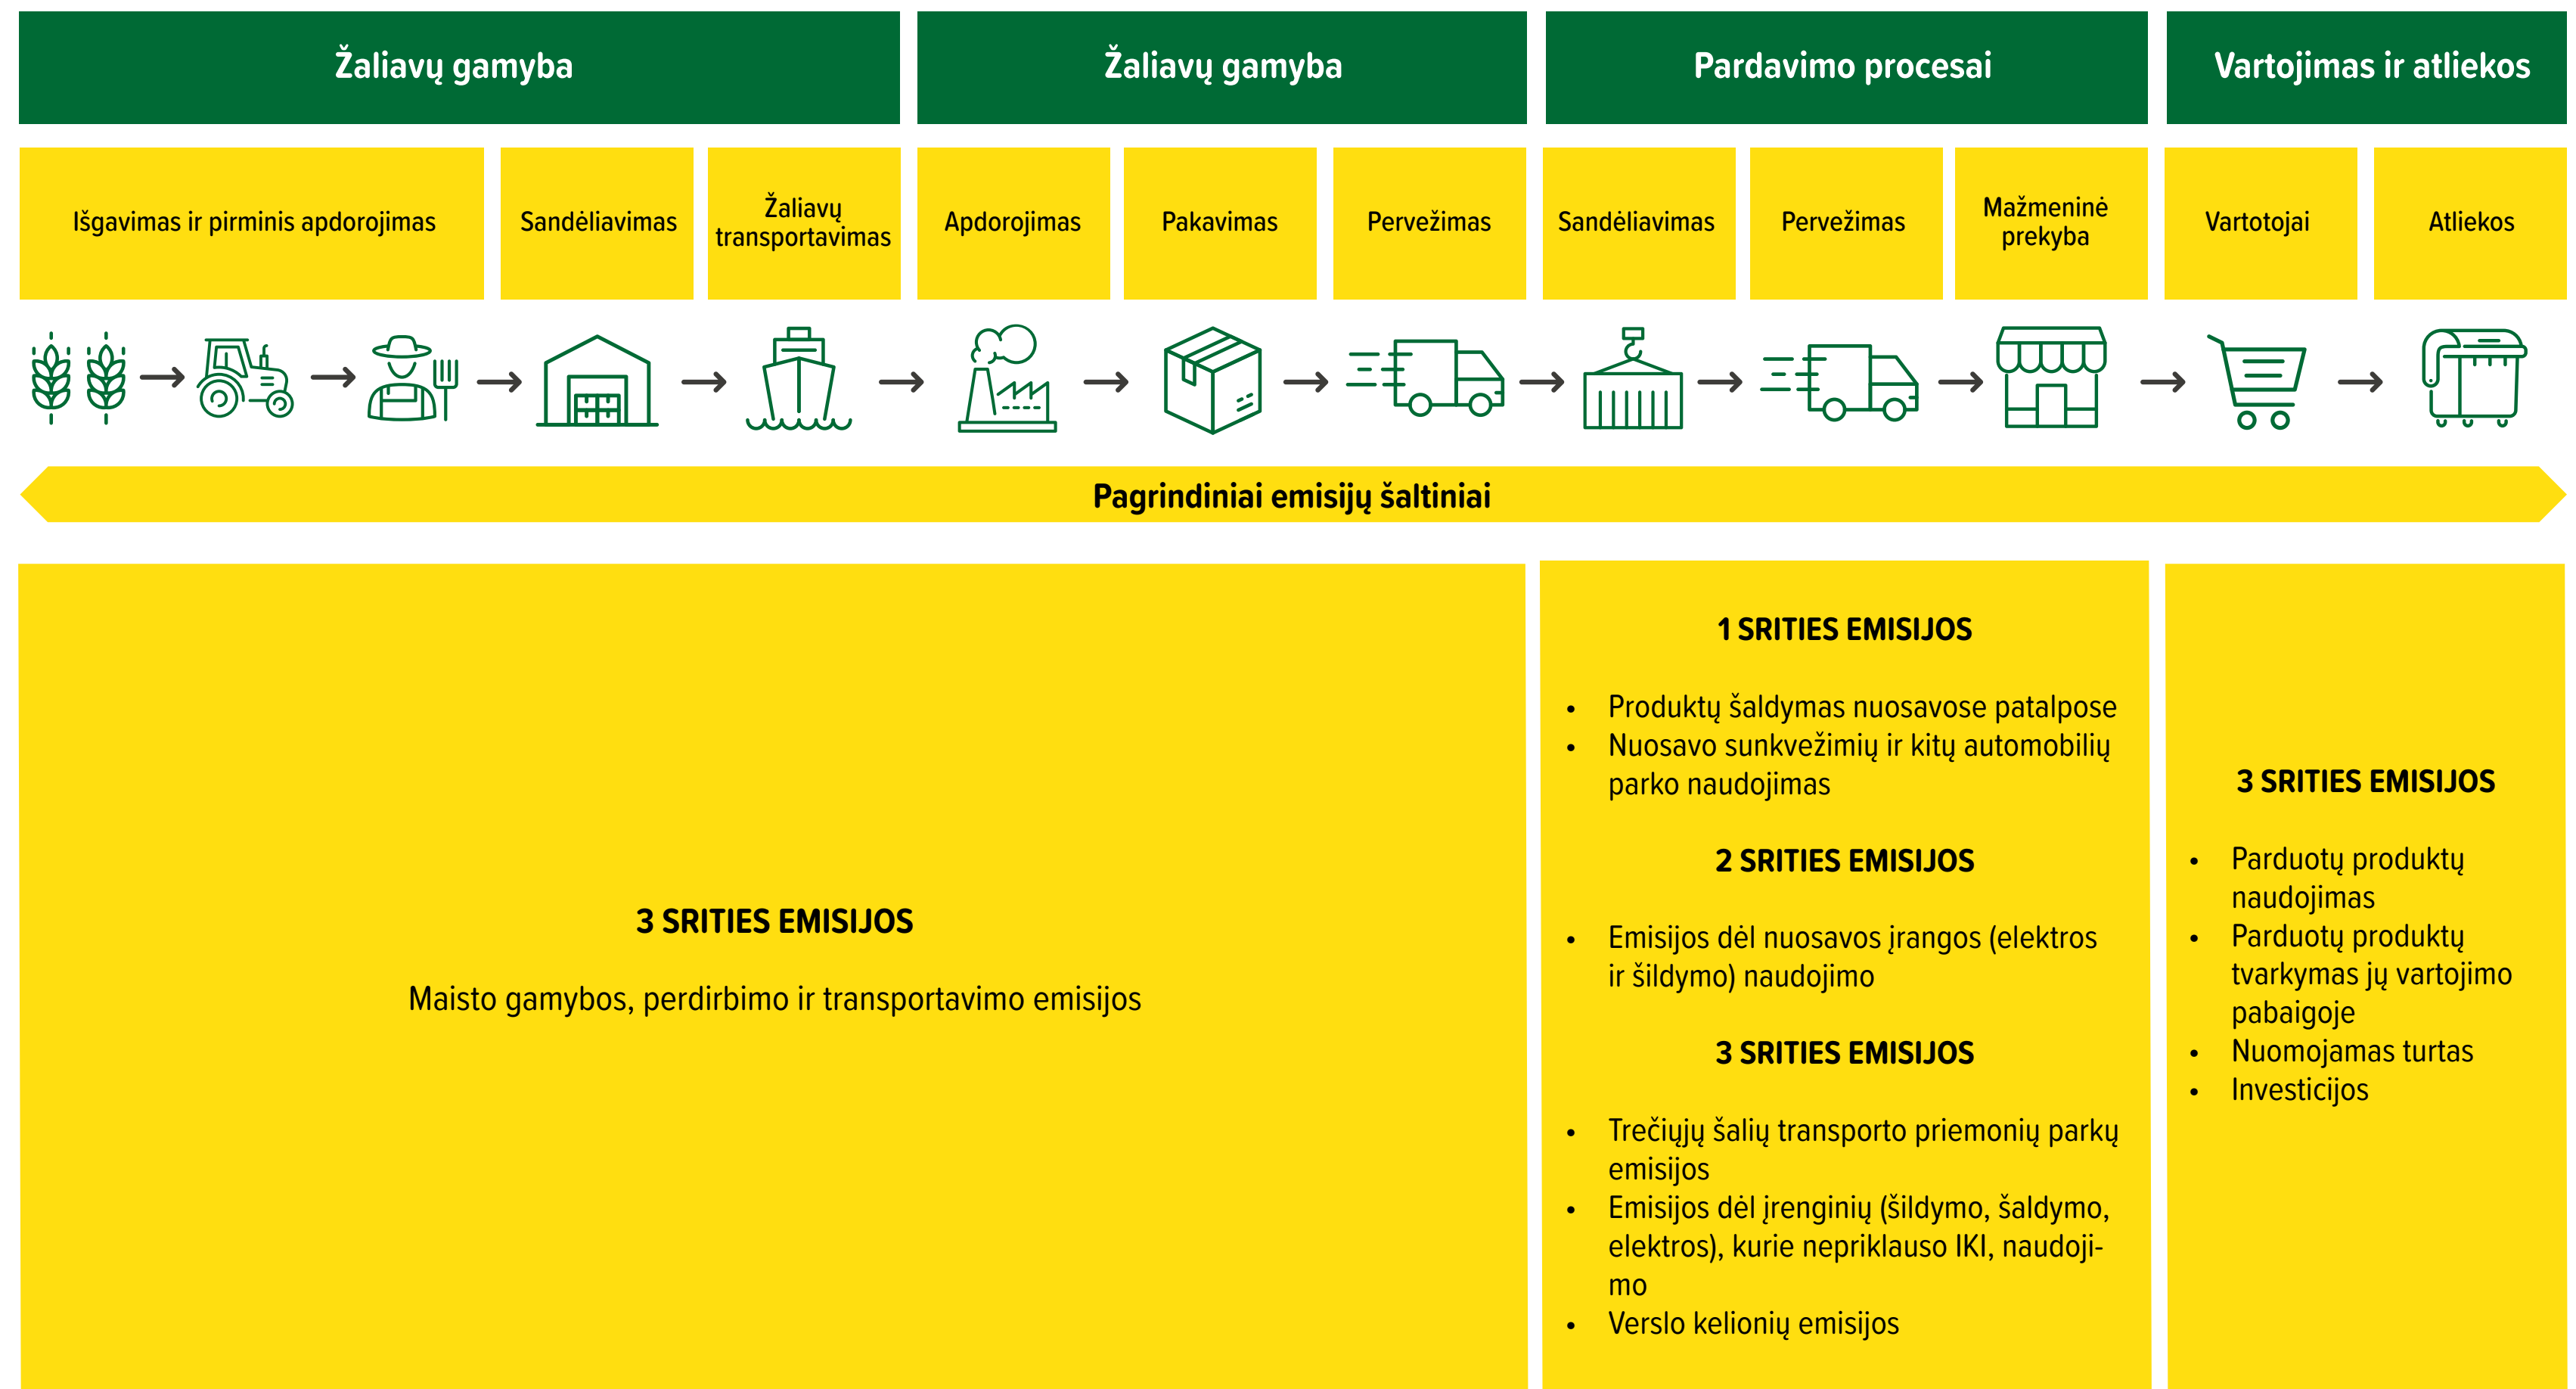 Žaliavų gamyba
Žaliavų gamyba
Pardavimo procesai
Vartojimas ir atliekos
Išgavimas ir pirminis apdorojimas
Sandėliavimas
Žaliavų
transportavimas
Apdorojimas
Pakavimas
Pervežimas
Sandėliavimas
Pervežimas
Mažmeninė
prekyba
Vartotojai
Atliekos
Pagrindiniai emisijų šaltiniai
3 SRITIES EMISIJOS
Maisto gamybos, perdirbimo ir transportavimo emisijos
1 SRITIES EMISIJOS
• Produktų šaldymas nuosavose patalpose
• Nuosavo sunkvežimių ir kitų automobilių
parko naudojimas
2 SRITIES EMISIJOS
• Emisijos dėl nuosavos įrangos (elektros
ir šildymo) naudojimo
3 SRITIES EMISIJOS
• Trečiųjų šalių transporto priemonių parkų
emisijos
• Emisijos dėl įrenginių (šildymo, šaldymo,
elektros), kurie nepriklauso IKI, naudoji-
mo
• Verslo kelionių emisijos
3 SRITIES EMISIJOS
• Parduotų produktų
naudojimas
• Parduotų produktų
tvarkymas jų vartojimo
pabaigoje
• Nuomojamas turtas
• Investicijos